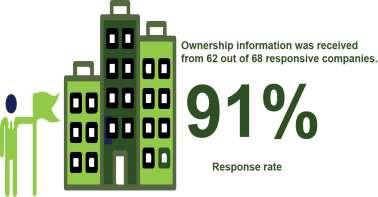 Ownership information was received
from 62 out of 68 responsive companies.
91%
Response rate